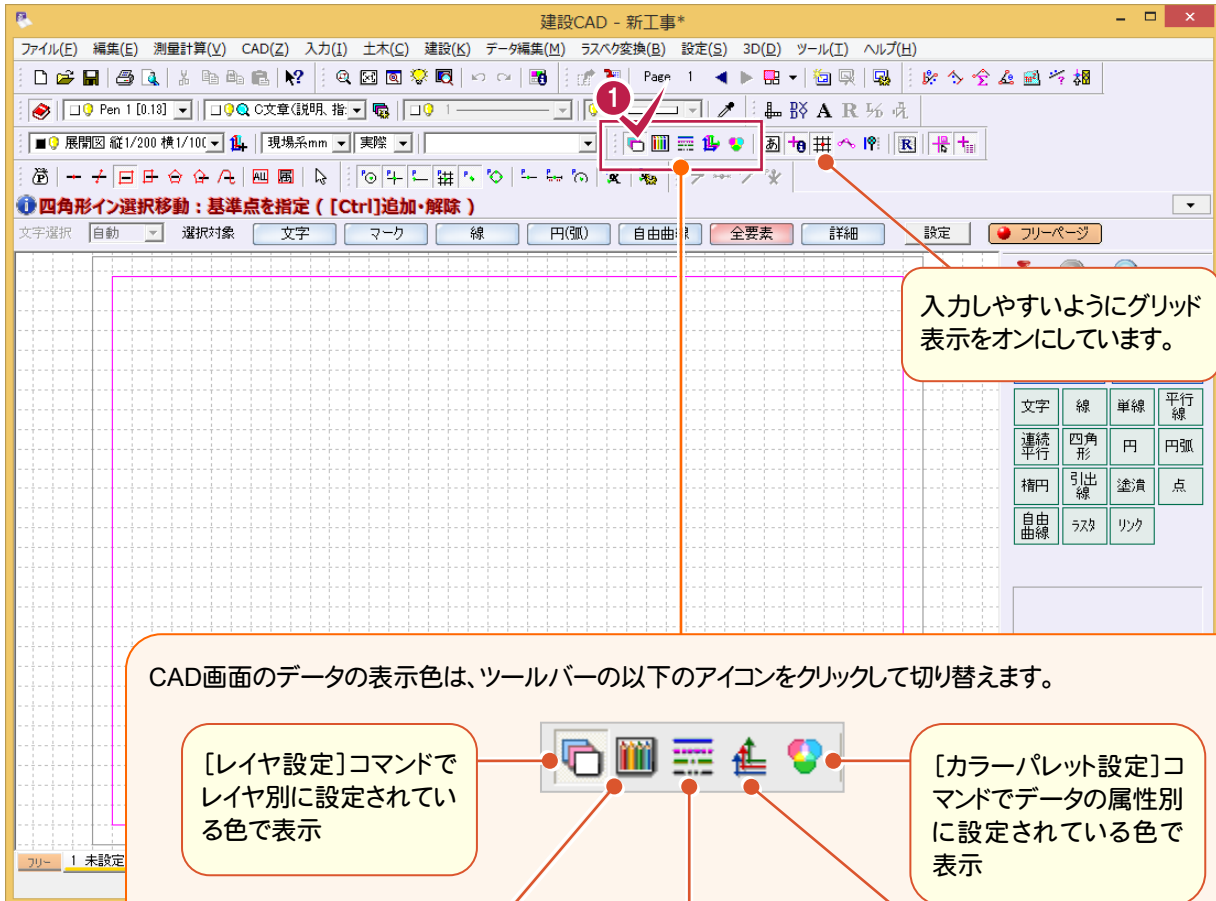 建設CAD - 新工事*
ファイル(F) 編集(E) 測量計算(V) CAD(Z) 入力(I) 土木(C) 建設(K) データ編集(M) ラスベク変換(B) 設定(S) 3D(D) ツール(T) ヘルプ(H)
Page 1
1
Pen 1 [0.13] C文章(説明, 指: 1
A R
展開図 縦1/200 横1/100 現場系mm 実際 あ R
ALL 画
四角形イン選択移動：基準点を指定 ( [Ctrl]追加・解除 )
文字選択 自動 選択対象 文字 マーク 線 円(弧) 自由曲線 全要素 詳細 設定 フリーページ
入力しやすいようにグリッド
表示をオンにしています。
文字 線 単線 平行線
連続平行 四角形 円 円弧
楕円 引出線 塗潰 点
自由曲線 ラスタ リンク
CAD画面のデータの表示色は、ツールバーの以下のアイコンをクリックして切り替えます。
[レイヤ設定]コマンドで
レイヤ別に設定されてい
る色で表示
[カラーパレット設定]コ
マンドでデータの属性別
に設定されている色で
表示
フリー 1 未設定